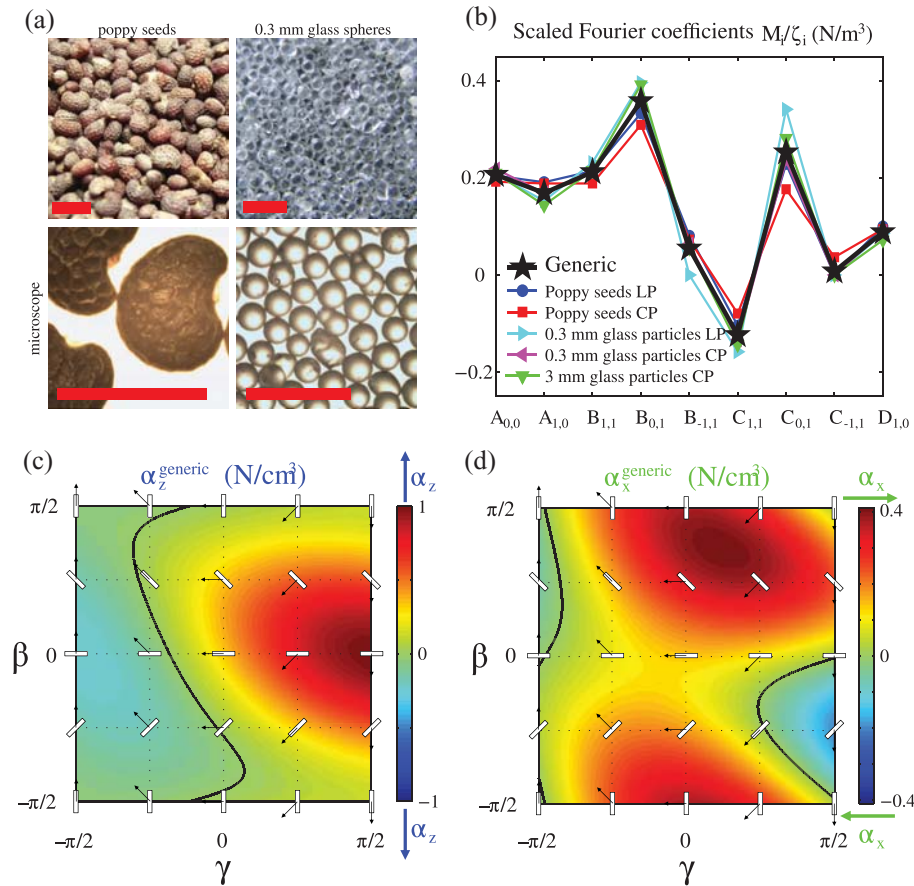 (a)
poppy seeds
0.3 mm glass spheres
microscope
(b)
Scaled Fourier coefficients M_i/ζ_i (N/m³)
0.4
0.2
0
−0.2
Generic
Poppy seeds LP
Poppy seeds CP
0.3 mm glass particles LP
0.3 mm glass particles CP
3 mm glass particles CP
A_{0,0} A_{1,0} B_{1,1} B_{0,1} B_{-1,1} C_{1,1} C_{0,1} C_{-1,1} D_{1,0}
(c)
α_z^{generic} (N/cm³)
α_z
π/2
β 0
−π/2
−π/2 0 π/2
γ
1
0
−1
α_z
(d)
α_x^{generic} (N/cm³)
α_x
π/2
β 0
−π/2
−π/2 0 π/2
γ
0.4
0
−0.4
α_x